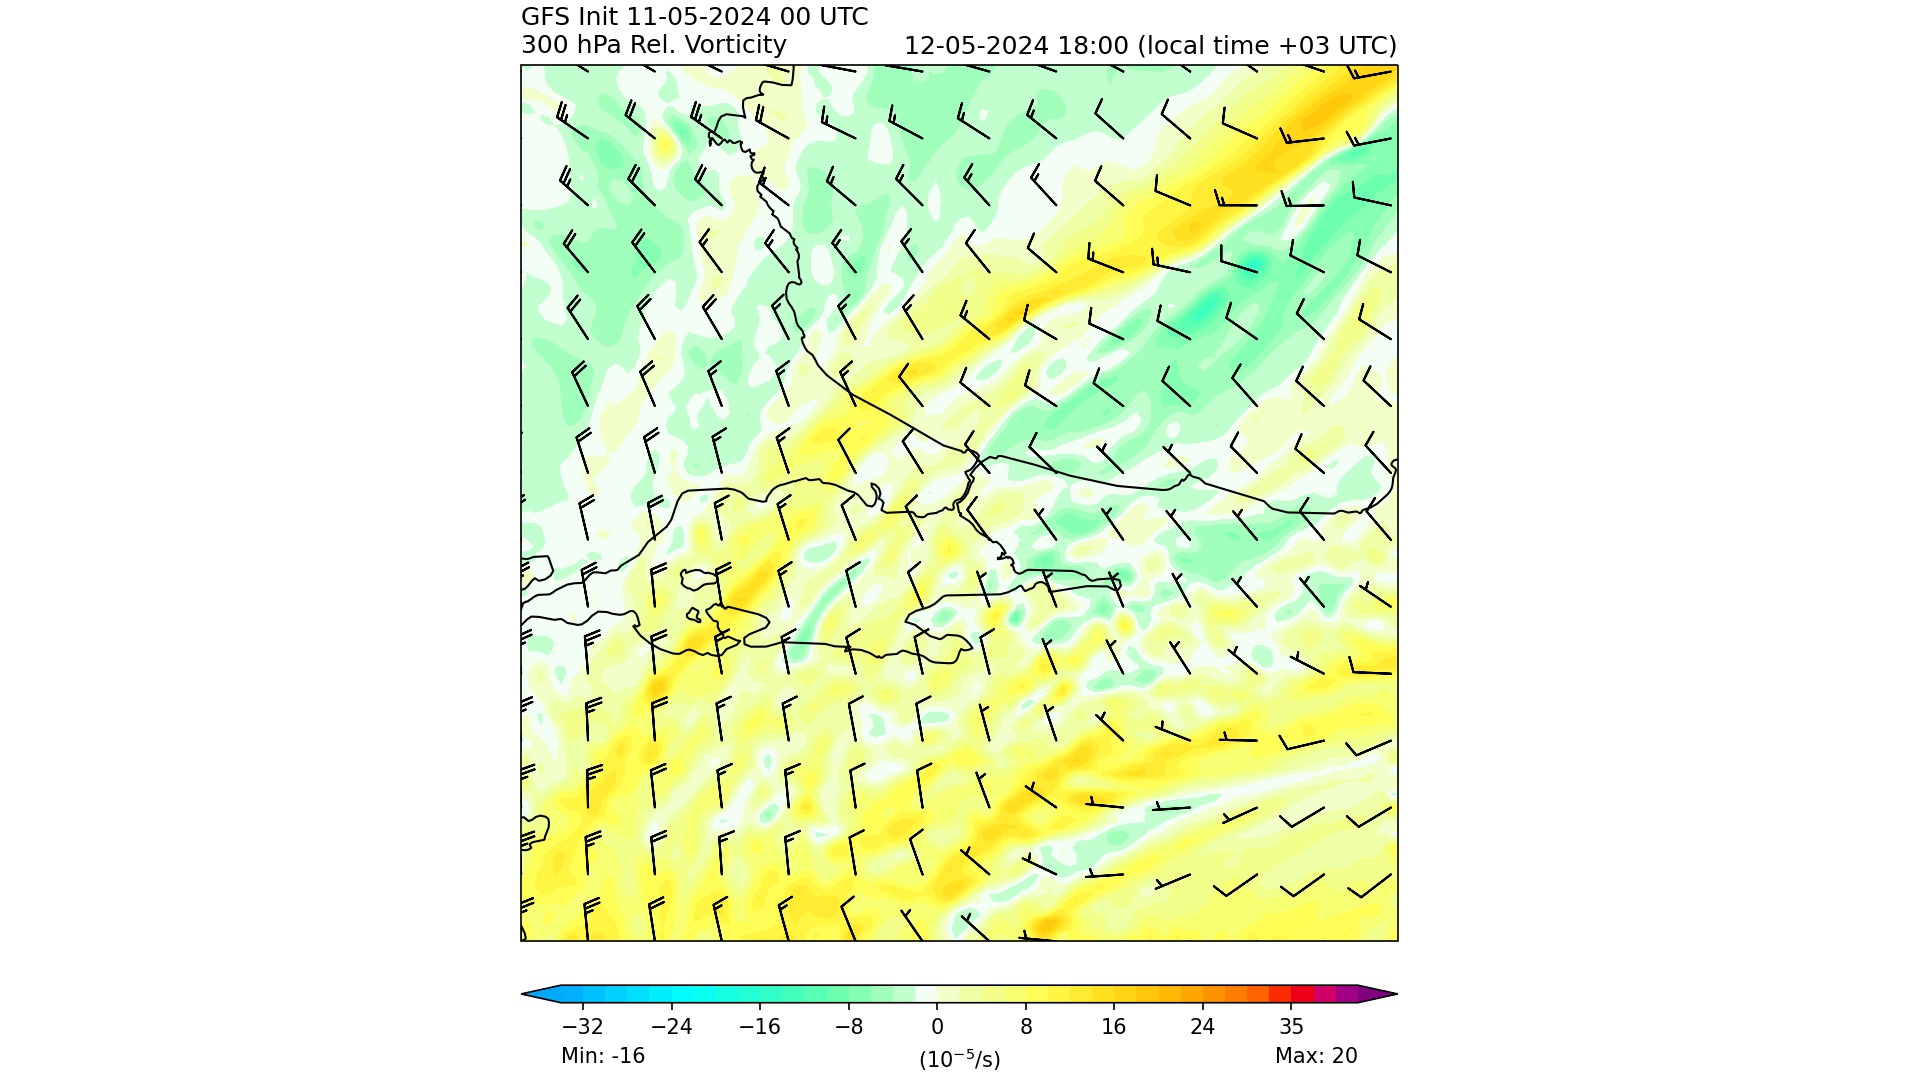 GFS Init 11-05-2024 00 UTC
300 hPa Rel. Vorticity
12-05-2024 18:00 (local time +03 UTC)
−32 −24 −16 −8 0 8 16 24 35
Min: -16 (10⁻⁵/s) Max: 20